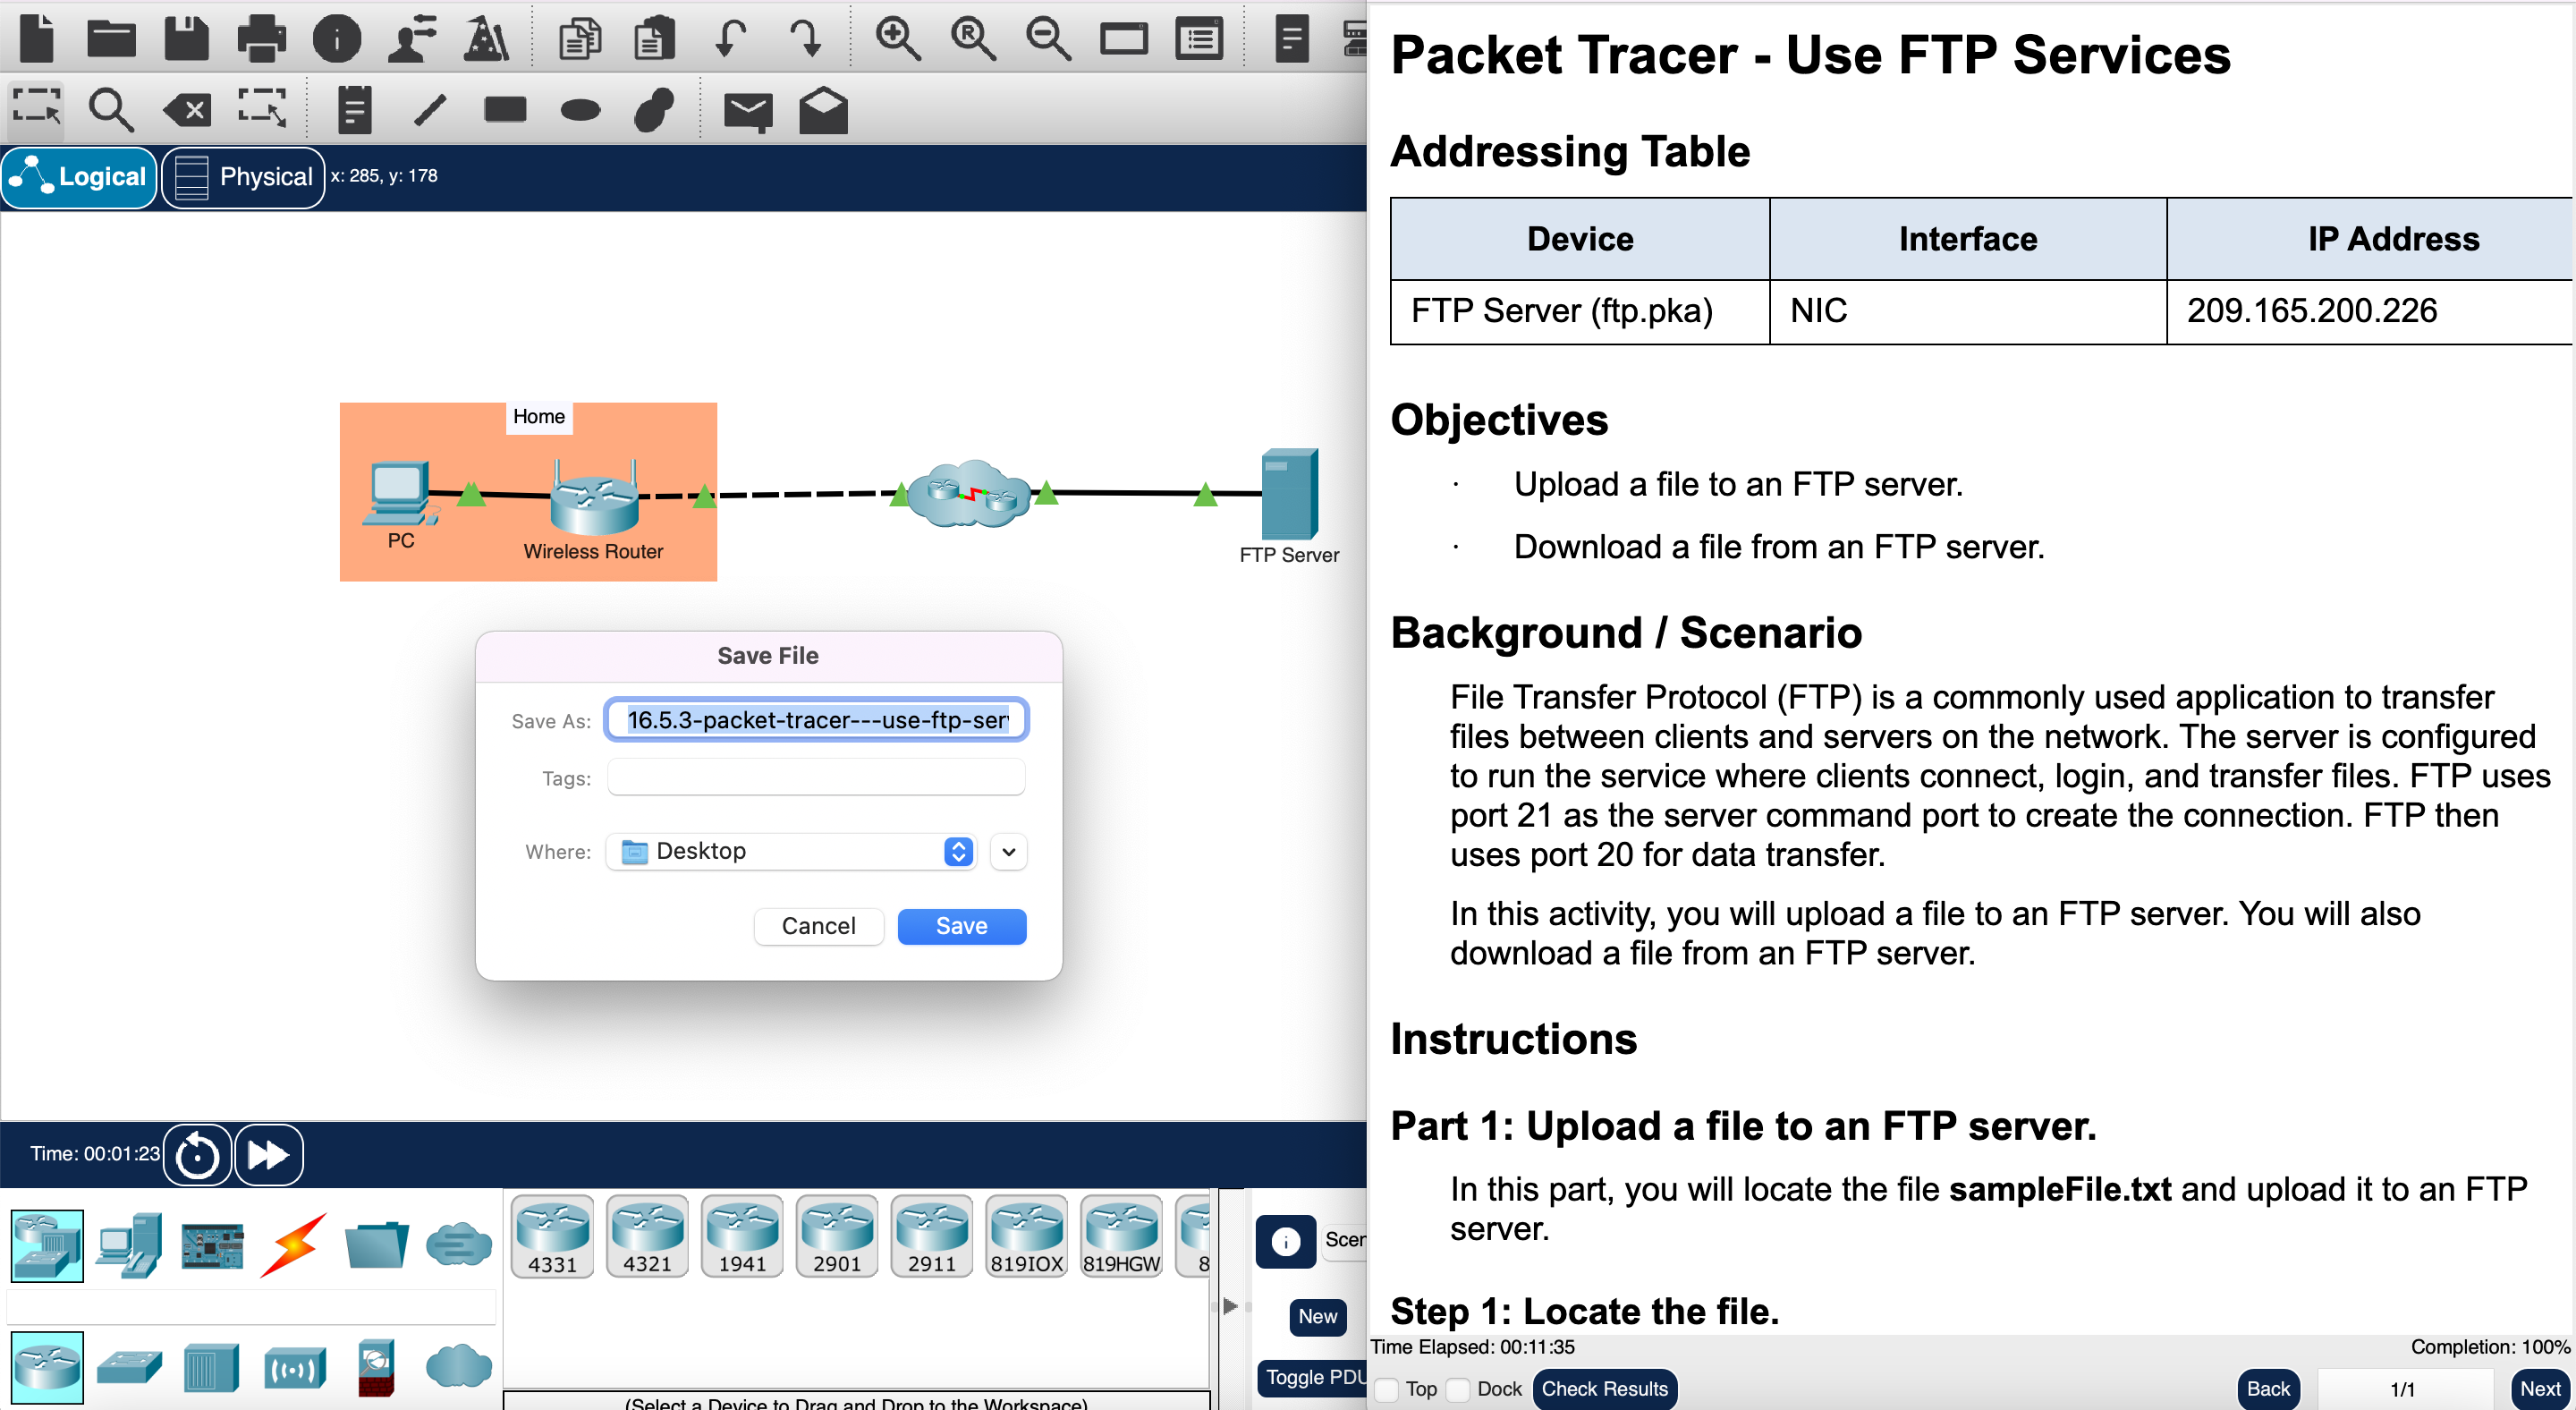 Logical
Physical
x: 285, y: 178
Home
PC
Wireless Router
FTP Server
Save File
Save As:
16.5.3-packet-tracer---use-ftp-ser
Tags:
Where:
Desktop
Cancel
Save
Time: 00:01:23
4331
4321
1941
2901
2911
819IOX
819HGW
8
Scen
New
Toggle PDU
(Select a Device to Drag and Drop to the Workspace)
Packet Tracer - Use FTP Services
Addressing Table
Device Interface IP Address
FTP Server (ftp.pka) NIC 209.165.200.226
Objectives
· Upload a file to an FTP server.
· Download a file from an FTP server.
Background / Scenario
File Transfer Protocol (FTP) is a commonly used application to transfer
files between clients and servers on the network. The server is configured
to run the service where clients connect, login, and transfer files. FTP uses
port 21 as the server command port to create the connection. FTP then
uses port 20 for data transfer.
In this activity, you will upload a file to an FTP server. You will also
download a file from an FTP server.
Instructions
Part 1: Upload a file to an FTP server.
In this part, you will locate the file sampleFile.txt and upload it to an FTP
server.
Step 1: Locate the file.
Time Elapsed: 00:11:35
Completion: 100%
Top
Dock
Check Results
Back
1/1
Next